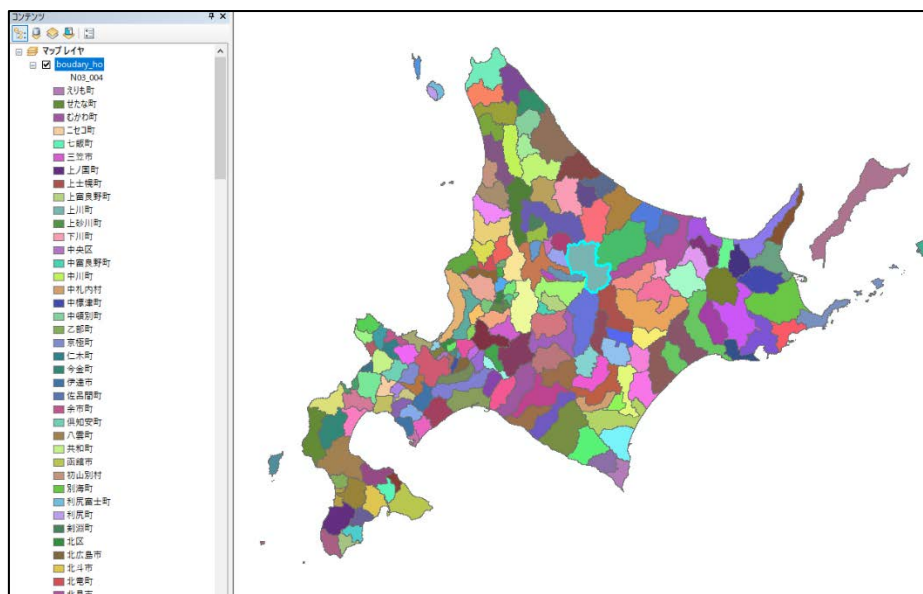 コンテンツ
マップ レイヤ
boudary_ho
N03_004
えりも町
せたな町
むかわ町
ニセコ町
七飯町
三笠市
上ノ国町
上士幌町
上富良野町
上川町
上砂川町
下川町
中央区
中富良野町
中川町
中札内村
中標津町
中頓別町
乙部町
京極町
仁木町
今金町
伊達市
佐呂間町
余市町
倶知安町
八雲町
共和町
函館市
初山別村
別海町
利尻富士町
利尻町
剣淵町
北区
北広島市
北斗市
北竜町
北見市